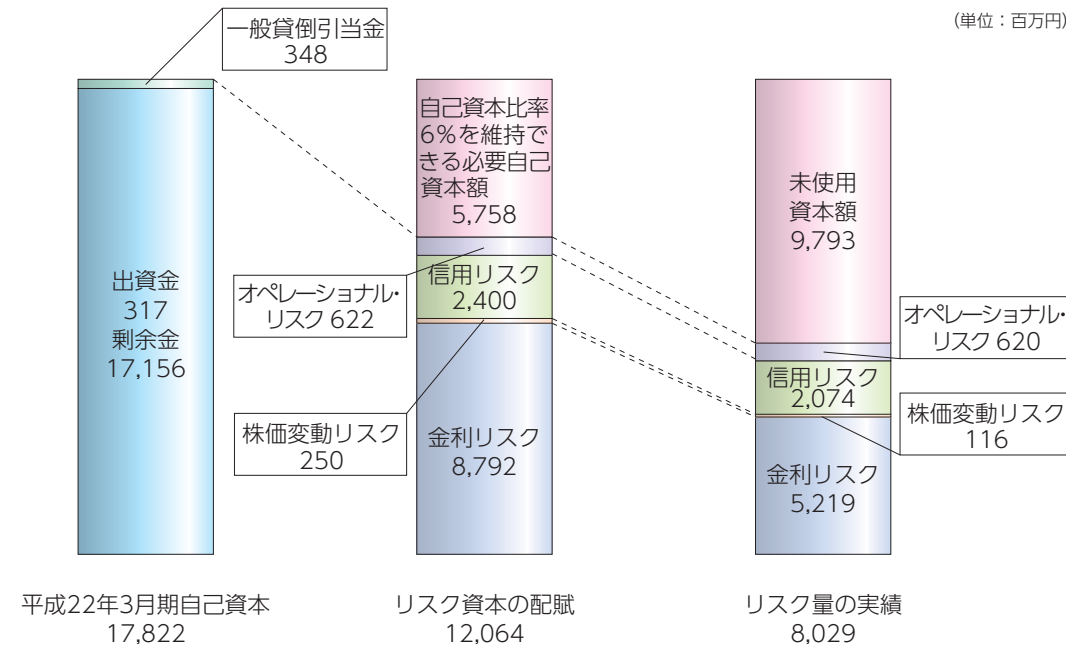 (単位：百万円)
一般貸倒引当金
348
出資金
317
剰余金
17,156
平成22年3月期自己資本
17,822
自己資本比率
6%を維持で
きる必要自己
資本額
5,758
オペレーショナル・
リスク 622
信用リスク
2,400
株価変動リスク
250
金利リスク
8,792
リスク資本の配賦
12,064
未使用
資本額
9,793
オペレーショナル・
リスク 620
信用リスク
2,074
株価変動リスク
116
金利リスク
5,219
リスク量の実績
8,029